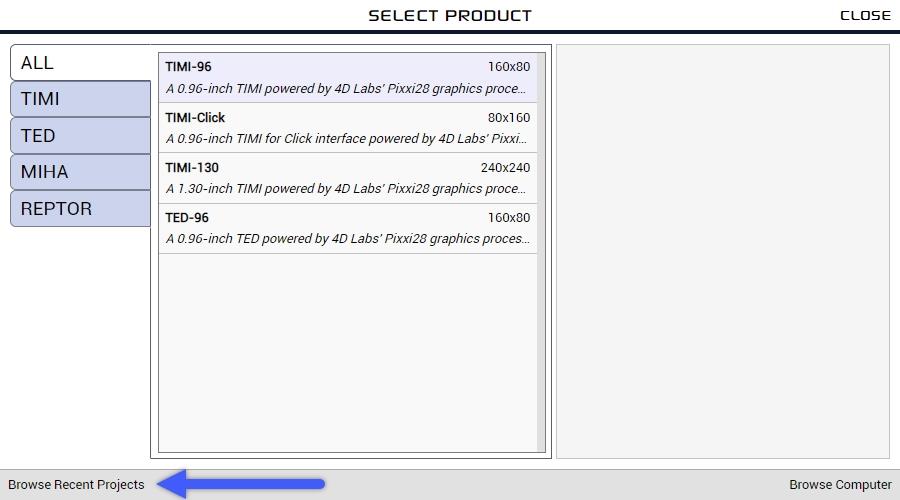 SELECT PRODUCT
CLOSE
ALL
TIMI
TED
MIHA
REPTOR
TIMI-96 160x80
A 0.96-inch TIMI powered by 4D Labs' Pixxi28 graphics proce...
TIMI-Click 80x160
A 0.96-inch TIMI for Click interface powered by 4D Labs' Pixxi...
TIMI-130 240x240
A 1.30-inch TIMI powered by 4D Labs' Pixxi28 graphics proce...
TED-96 160x80
A 0.96-inch TED powered by 4D Labs' Pixxi28 graphics proces...
Browse Recent Projects
Browse Computer